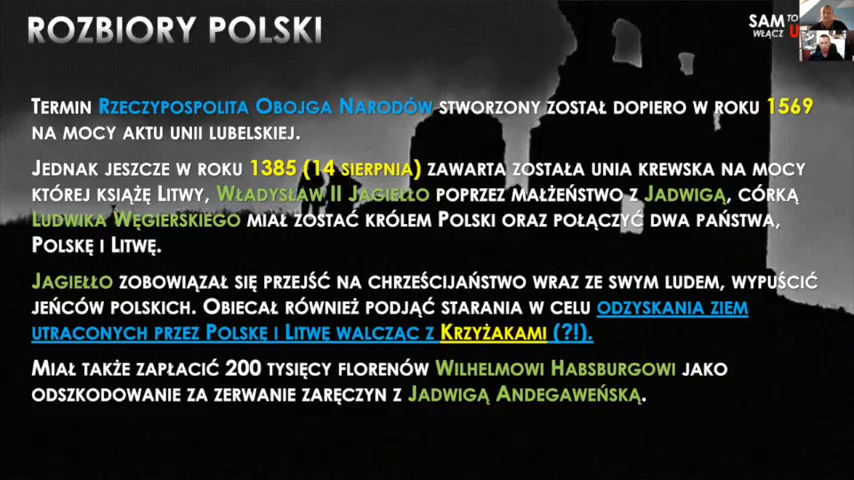 ROZBIORY POLSKI
SAM TO
WŁĄCZ U
TERMIN RZECZYPOSPOLITA OBOJGA NARODÓW STWORZONY ZOSTAŁ DOPIERO W ROKU 1569
NA MOCY AKTU UNII LUBELSKIEJ.
JEDNAK JESZCZE W ROKU 1385 (14 SIERPNIA) ZAWARTA ZOSTAŁA UNIA KREWSKA NA MOCY
KTÓREJ KSIĄŻĘ LITWY, WŁADYSŁAW II JAGIEŁŁO POPRZEZ MAŁŻEŃSTWO Z JADWIGĄ, CÓRKĄ
LUDWIKA WĘGIERSKIEGO MIAŁ ZOSTAĆ KRÓLEM POLSKI ORAZ POŁĄCZYĆ DWA PAŃSTWA,
POLSKĘ I LITWĘ.
JAGIEŁŁO ZOBOWIĄZAŁ SIĘ PRZEJŚĆ NA CHRZEŚCIJAŃSTWO WRAZ ZE SWYM LUDEM, WYPUŚCIĆ
JEŃCÓW POLSKICH. OBIECAŁ RÓWNIEŻ PODJĄĆ STARANIA W CELU ODZYSKANIA ZIEM
UTRACONYCH PRZEZ POLSKĘ I LITWĘ WALCZĄC Z KRZYŻAKAMI (?!).
MIAŁ TAKŻE ZAPŁACIĆ 200 TYSIĘCY FLORENÓW WILHELMOWI HABSBURGOWI JAKO
ODSZKODOWANIE ZA ZERWANIE ZARĘCZYN Z JADWIGĄ ANDEGAWEŃSKĄ.